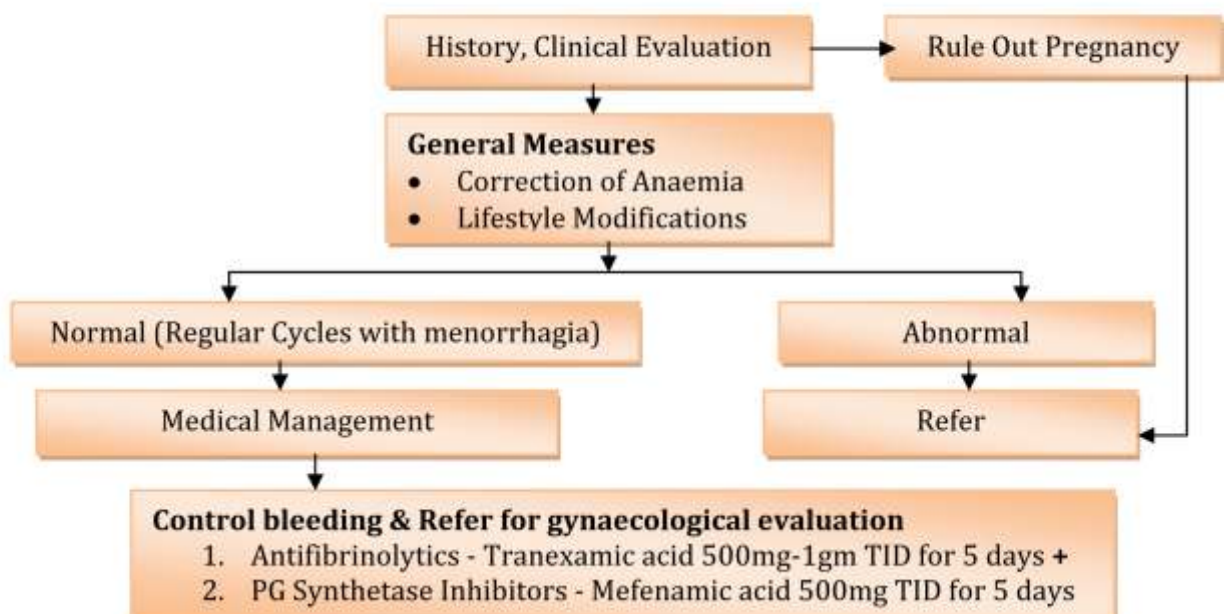 History, Clinical Evaluation
Rule Out Pregnancy
General Measures
• Correction of Anaemia
• Lifestyle Modifications
Normal (Regular Cycles with menorrhagia)
Abnormal
Medical Management
Refer
Control bleeding & Refer for gynaecological evaluation
1. Antifibrinolytics - Tranexamic acid 500mg-1gm TID for 5 days +
2. PG Synthetase Inhibitors - Mefenamic acid 500mg TID for 5 days